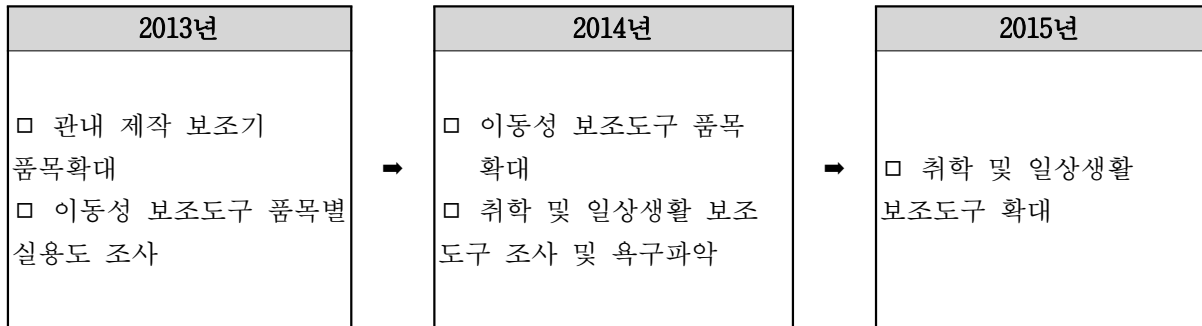 2013년
□ 관내 제작 보조기
품목확대
□ 이동성 보조도구 품목별
실용도 조사
➡
2014년
□ 이동성 보조도구 품목
확대
□ 취학 및 일상생활 보조
도구 조사 및 욕구파악
➡
2015년
□ 취학 및 일상생활
보조도구 확대